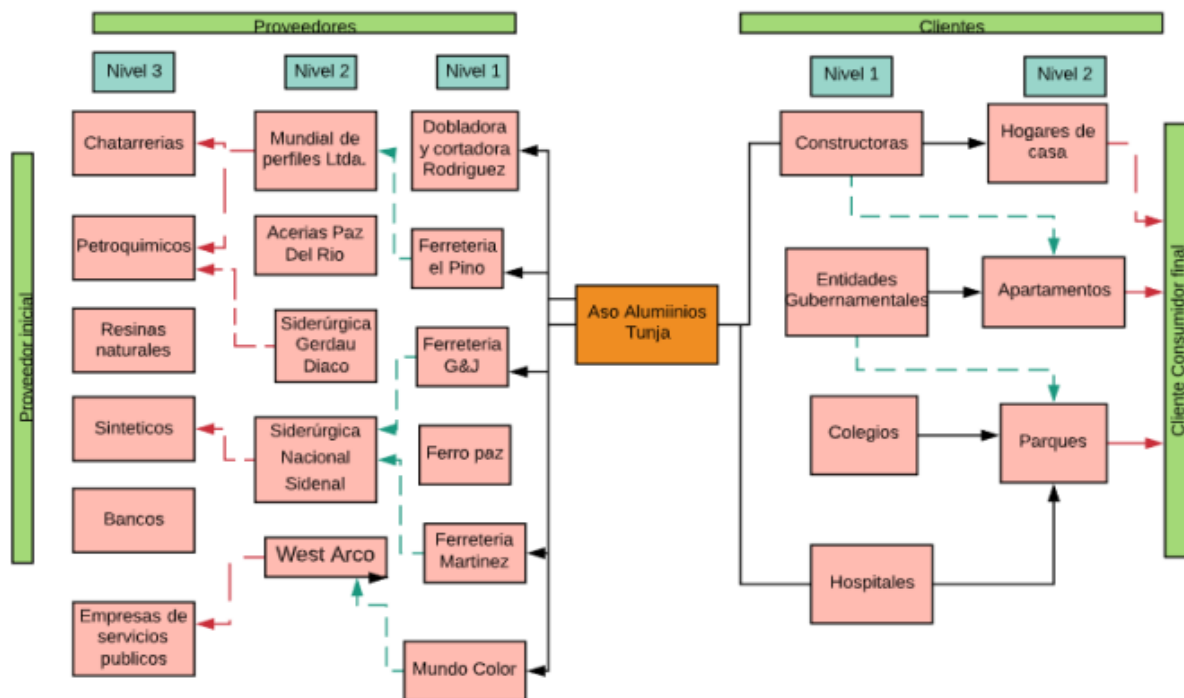 Proveedores
Clientes
Nivel 3
Nivel 2
Nivel 1
Nivel 1
Nivel 2
Proveedor inicial
Chatarrerias
Petroquimicos
Resinas
naturales
Sinteticos
Bancos
Empresas de
servicios
publicos
Mundial de
perfiles Ltda.
Acerias Paz
Del Rio
Siderúrgica
Gerdau
Diaco
Siderúrgica
Nacional
Sidenal
West Arco
Dobladora
y cortadora
Rodriguez
Ferreteria
el Pino
Ferreteria
G&J
Ferro paz
Ferreteria
Martinez
Mundo Color
Aso Alumiinios
Tunja
Constructoras
Entidades
Gubernamentales
Colegios
Hospitales
Hogares de
casa
Apartamentos
Parques
Cliente Consumidor final